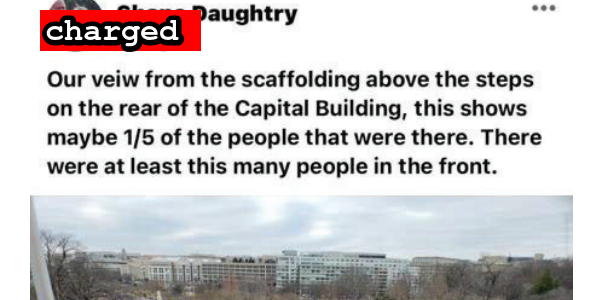 charged Daughtry
Our veiw from the scaffolding above the steps
on the rear of the Capital Building, this shows
maybe 1/5 of the people that were there. There
were at least this many people in the front.